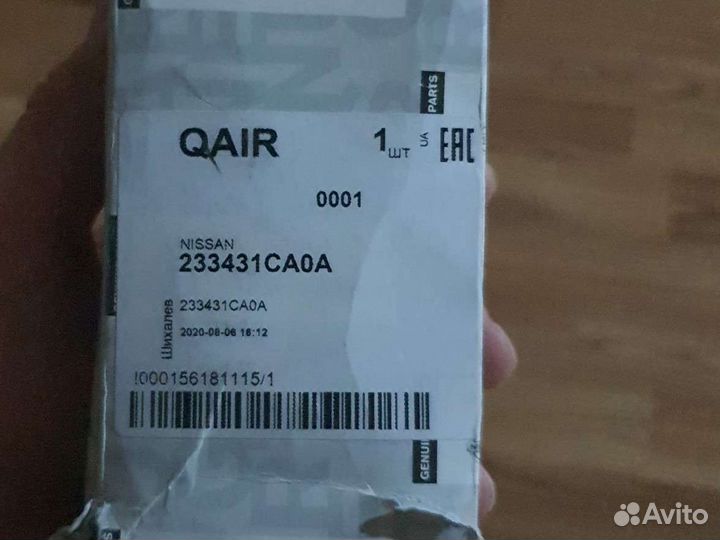 PARTS
QAIR 1 шт UA EAC
0001
NISSAN
233431CA0A
233431CA0A
Шихалев
2020-08-06 16:12
!000156181115/1
GENUI
Avito